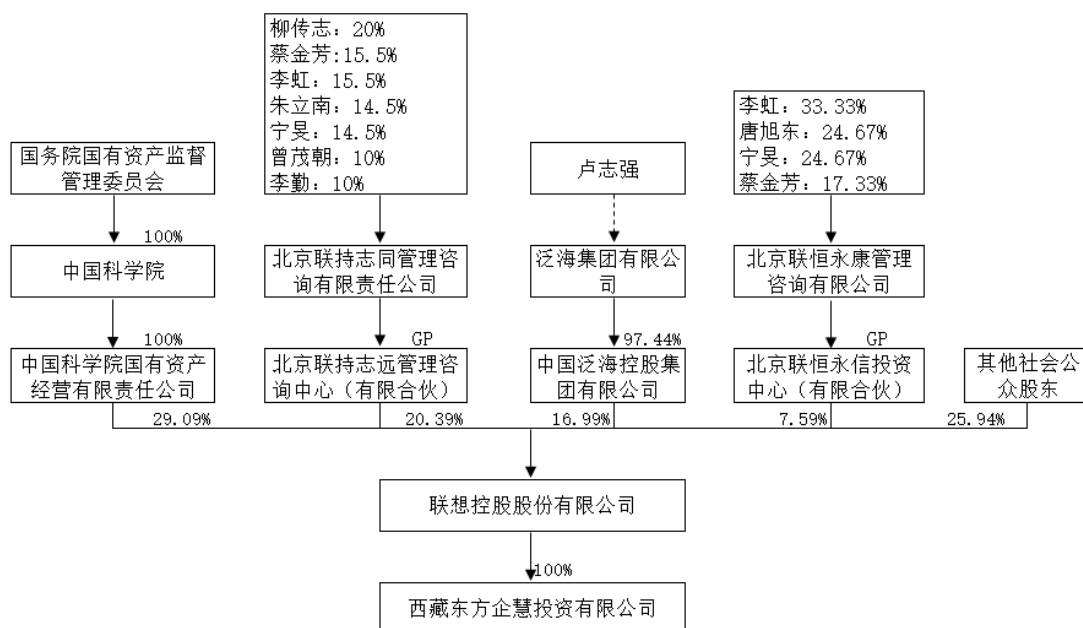 柳传志：20%
蔡金芳:15.5%
李虹：15.5%
朱立南：14.5%
宁旻：14.5%
曾茂朝：10%
李勤：10%
李虹：33.33%
唐旭东：24.67%
宁旻：24.67%
蔡金芳：17.33%
国务院国有资产监督
管理委员会
卢志强
100%
中国科学院
北京联持志同管理咨
询有限责任公司
泛海集团有限公
司
北京联恒永康管理
咨询有限公司
100%
GP
97.44%
GP
中国科学院国有资产
经营有限责任公司
北京联持志远管理咨
询中心（有限合伙）
中国泛海控股集
团有限公司
北京联恒永信投资
中心（有限合伙）
其他社会公
众股东
29.09%
20.39%
16.99%
7.59%
25.94%
联想控股股份有限公司
100%
西藏东方企慧投资有限公司